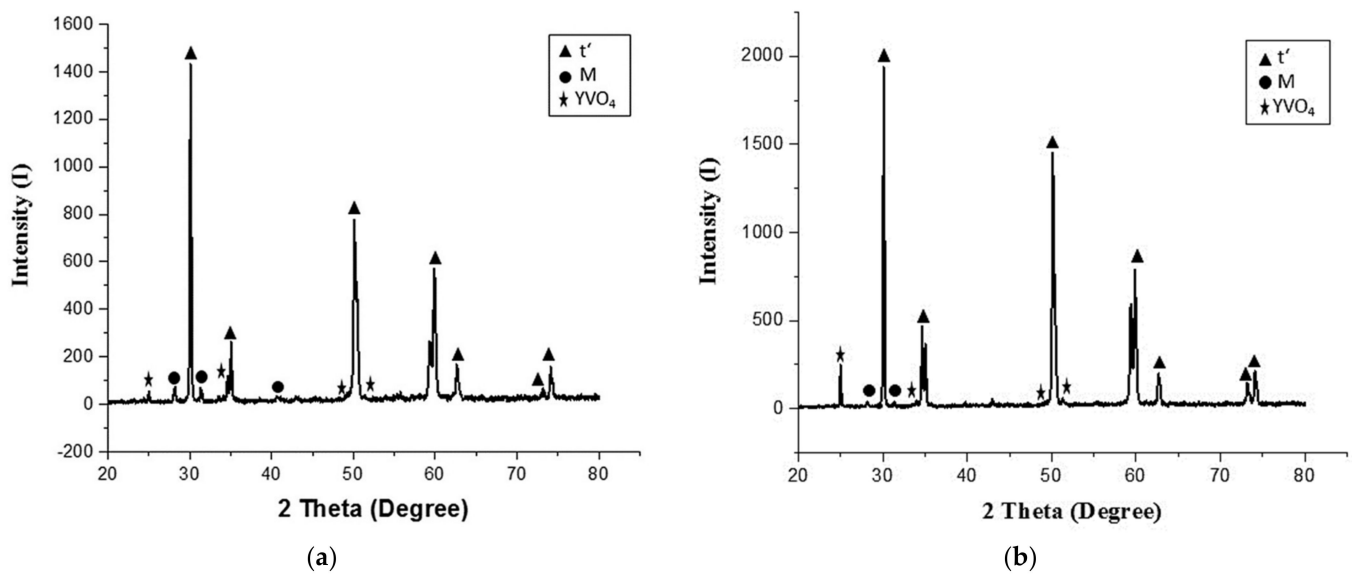 1600
1400
1200
1000
800
600
400
200
0
-200
Intensity (I)
20 30 40 50 60 70 80
2 Theta (Degree)
t‘
M
YVO₄
(a)
2000
1500
1000
500
0
Intensity (I)
20 30 40 50 60 70 80
2 Theta (Degree)
t‘
M
YVO₄
(b)